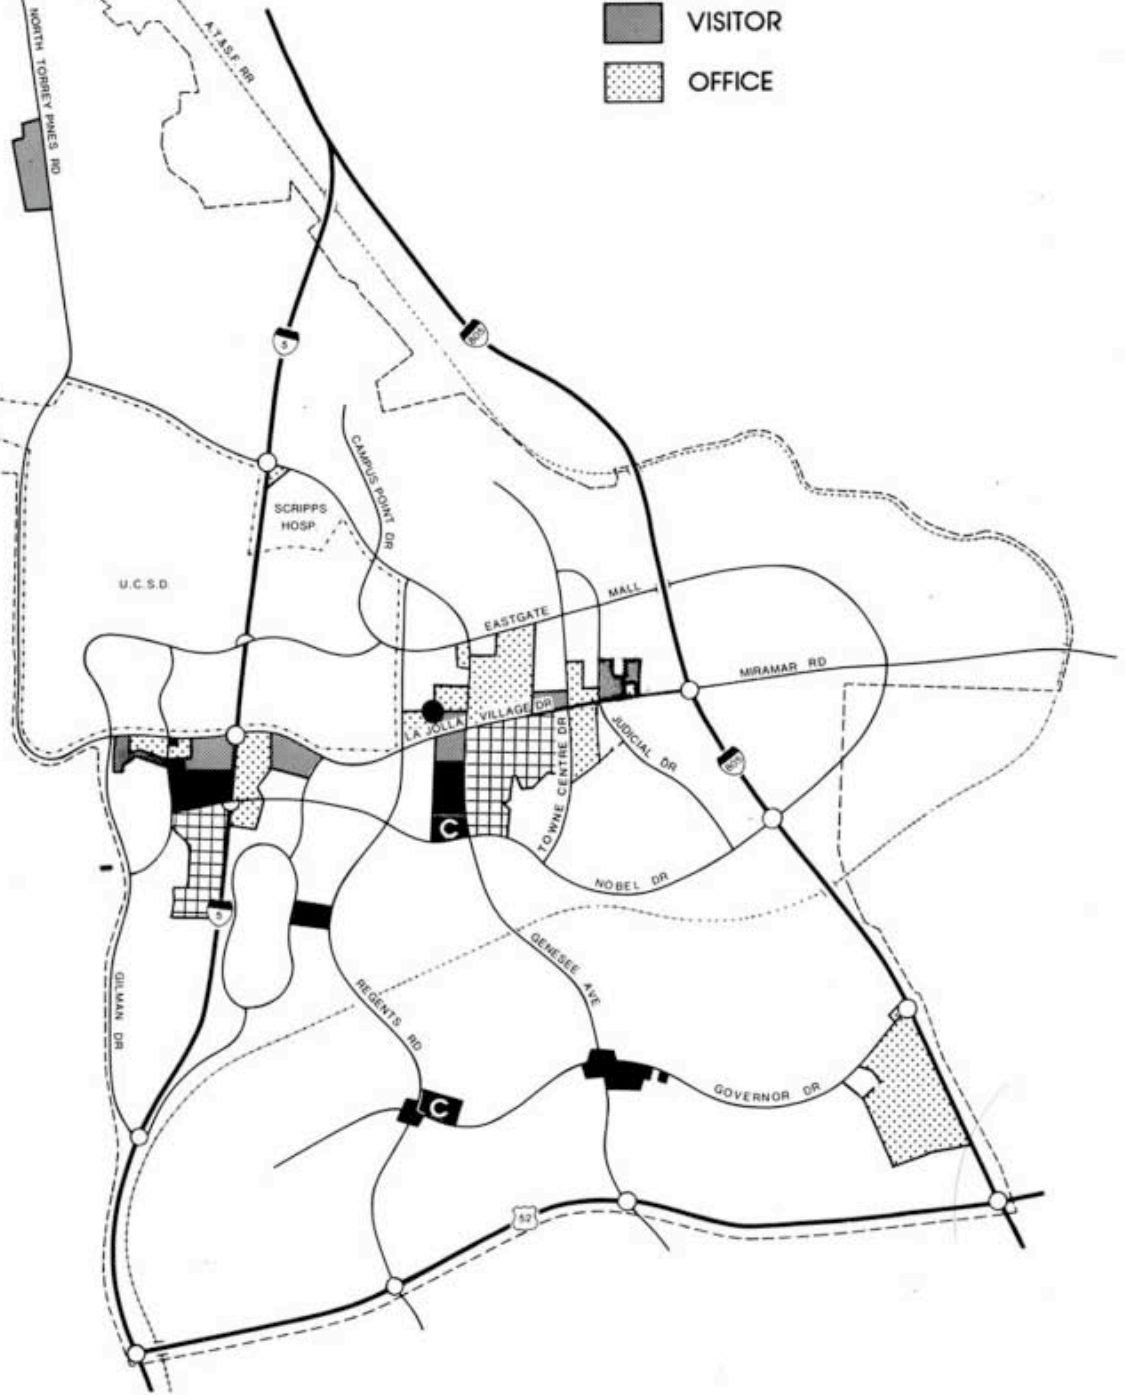 VISITOR
OFFICE
NORTH TORREY PINES RD
A.T.&S.F. RR
5
805
CAMPUS POINT DR
SCRIPPS
HOSP.
U.C.S.D.
EASTGATE MALL
MIRAMAR RD
LA JOLLA VILLAGE DR
JUDICIAL DR
805
TOWNE CENTRE DR
C
NOBEL DR
5
GENESEE AVE
GILMAN DR
REGENTS RD
GOVERNOR DR
C
52